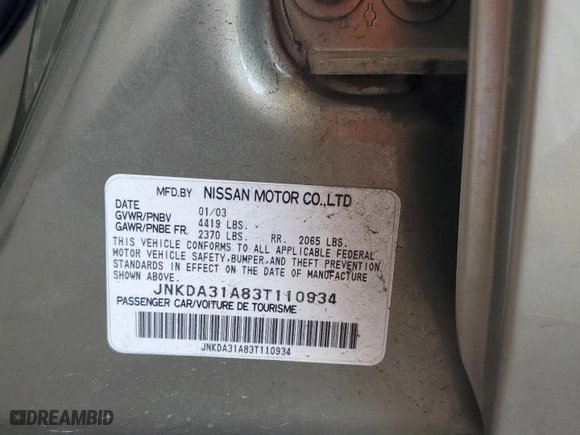 MFD.BY NISSAN MOTOR CO.,LTD
DATE 01/03
GVWR/PNBV 4419 LBS.
GAWR/PNBE FR. 2370 LBS. RR. 2065 LBS.
THIS VEHICLE CONFORMS TO ALL APPLICABLE FEDERAL
MOTOR VEHICLE SAFETY,BUMPER,AND THEFT PREVENTION
STANDARDS IN EFFECT ON THE DATE OF MANUFACTURE
SHOWN ABOVE.
JNKDA31A83T110934
PASSENGER CAR/VOITURE DE TOURISME
JNKDA31A83T110934
DREAMBID